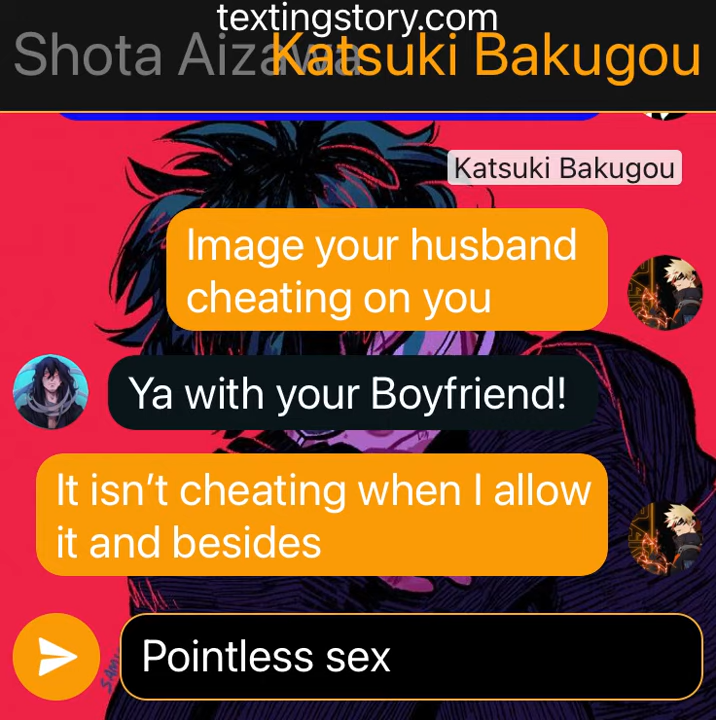 textingstory.com
Shota Aizawa Katsuki Bakugou
Katsuki Bakugou
Image your husband
cheating on you
Ya with your Boyfriend!
It isn't cheating when I allow
it and besides
Pointless sex